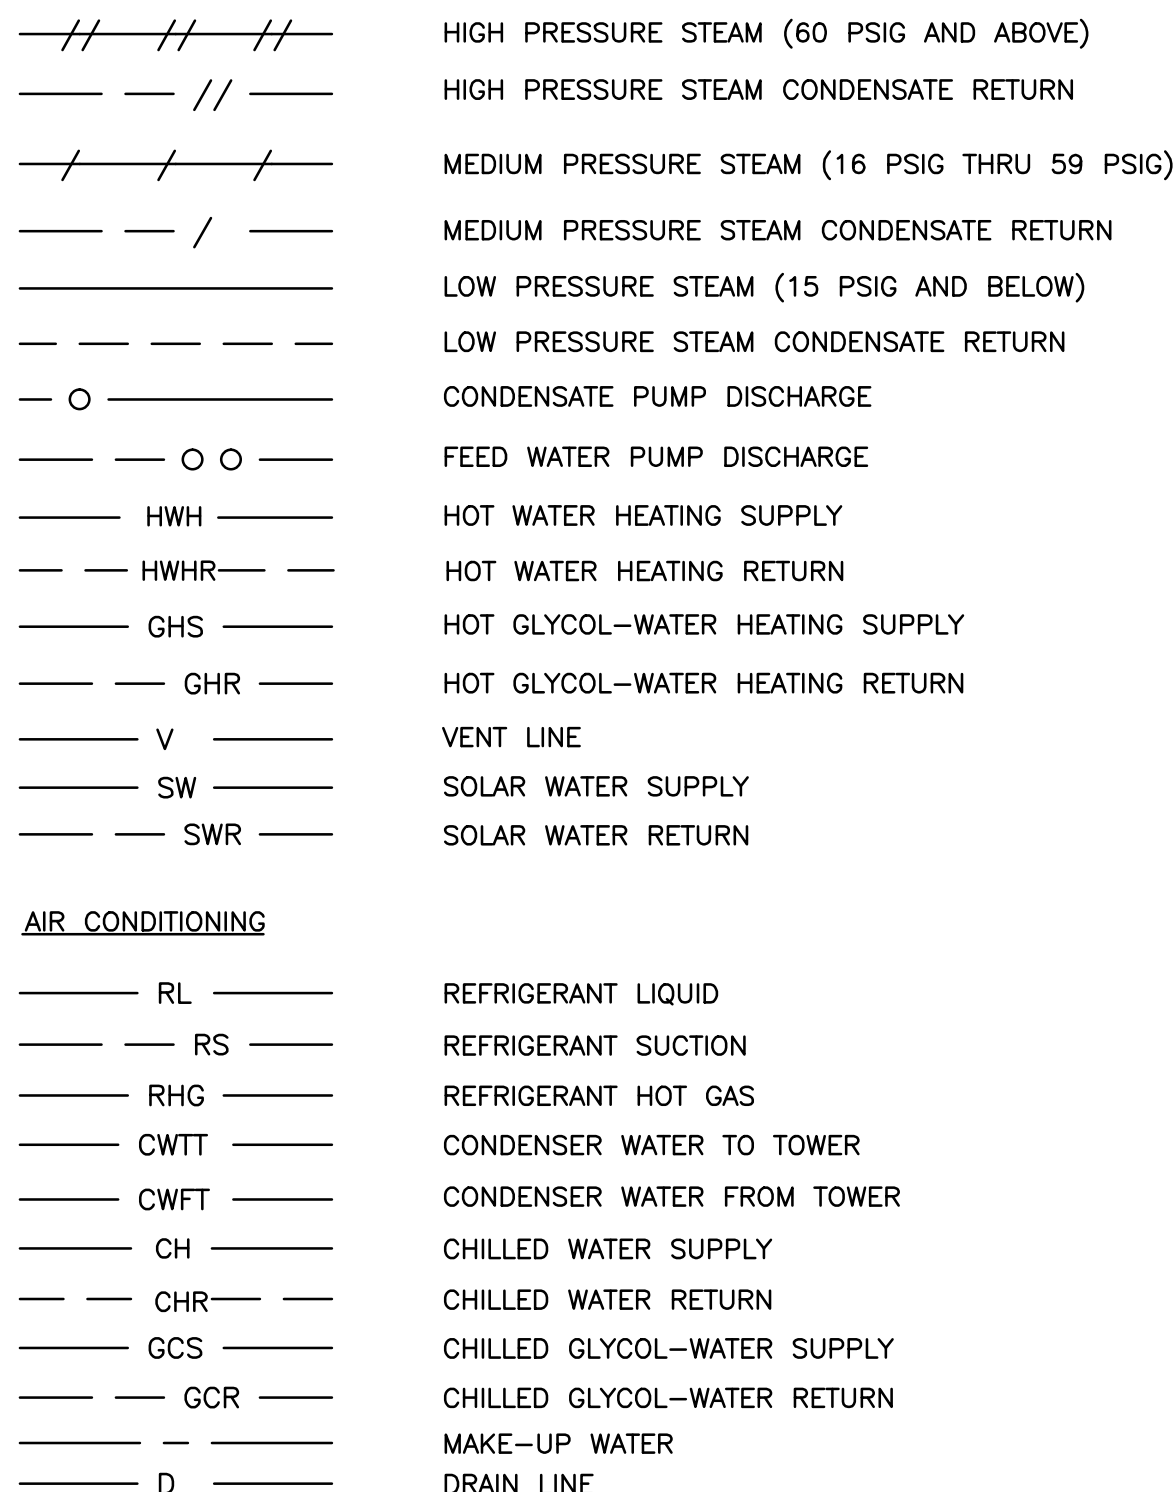 HIGH PRESSURE STEAM (60 PSIG AND ABOVE)
HIGH PRESSURE STEAM CONDENSATE RETURN
MEDIUM PRESSURE STEAM (16 PSIG THRU 59 PSIG)
MEDIUM PRESSURE STEAM CONDENSATE RETURN
LOW PRESSURE STEAM (15 PSIG AND BELOW)
LOW PRESSURE STEAM CONDENSATE RETURN
CONDENSATE PUMP DISCHARGE
FEED WATER PUMP DISCHARGE
HWH HOT WATER HEATING SUPPLY
HWHR HOT WATER HEATING RETURN
GHS HOT GLYCOL-WATER HEATING SUPPLY
GHR HOT GLYCOL-WATER HEATING RETURN
V VENT LINE
SW SOLAR WATER SUPPLY
SWR SOLAR WATER RETURN
AIR CONDITIONING
RL REFRIGERANT LIQUID
RS REFRIGERANT SUCTION
RHG REFRIGERANT HOT GAS
CWTT CONDENSER WATER TO TOWER
CWFT CONDENSER WATER FROM TOWER
CH CHILLED WATER SUPPLY
CHR CHILLED WATER RETURN
GCS CHILLED GLYCOL-WATER SUPPLY
GCR CHILLED GLYCOL-WATER RETURN
MAKE-UP WATER
D DRAIN LINE